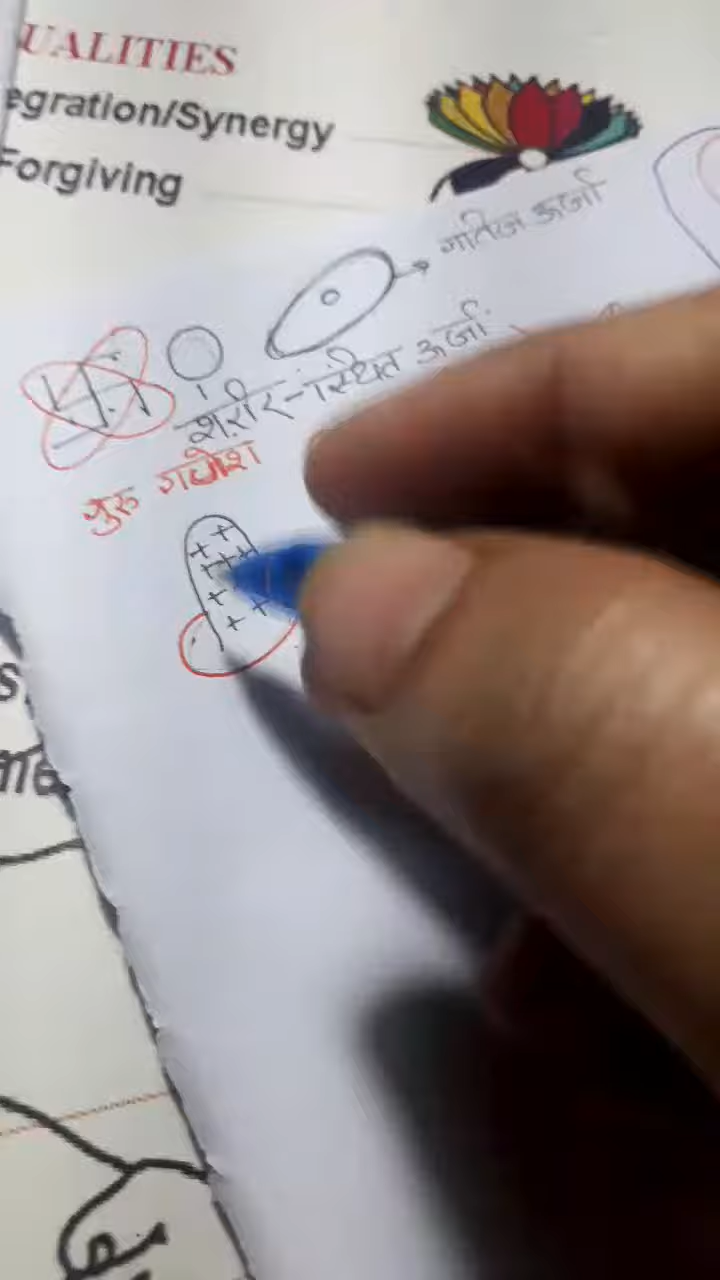 UALITIES
egration/Synergy
Forgiving
गतिज ऊर्जा
शरीर-स्थित ऊर्जा
गुरु गणेश
+ +
+ + +
+
+ +